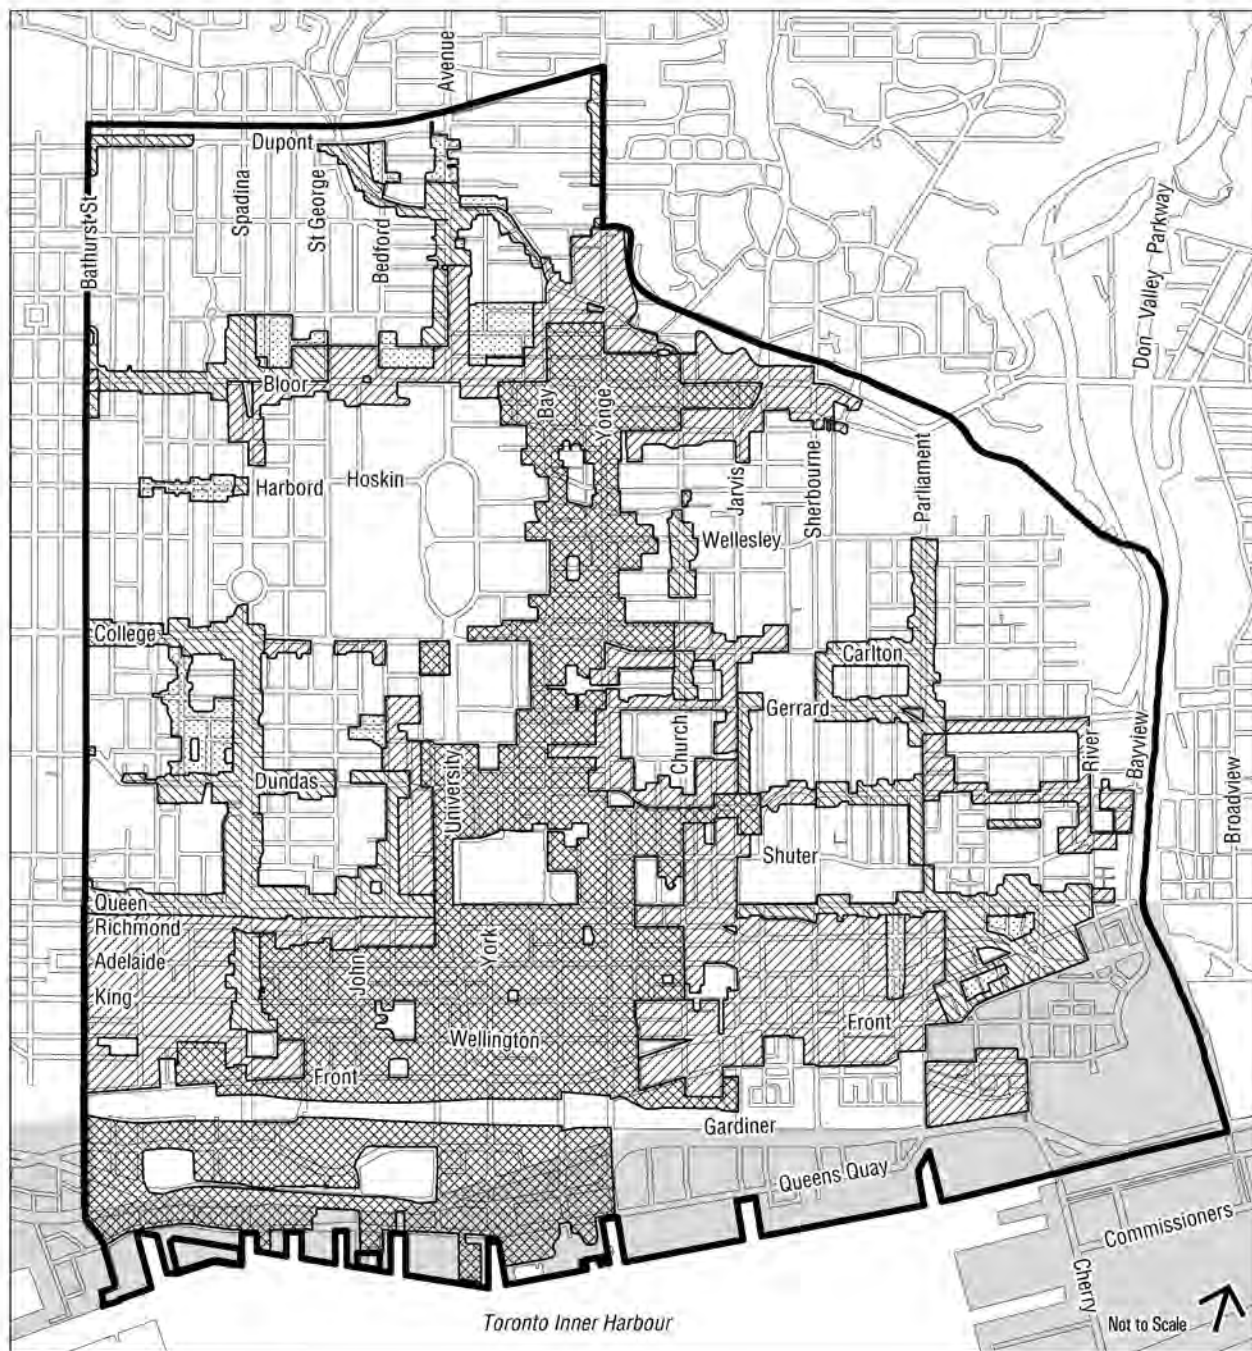 Avenue
Dupont
Bathurst St
Spadina
St George
Bedford
Don Valley Parkway
Bloor
Bay
Yonge
Harbord
Hoskin
Jarvis
Sherbourne
Parliament
Wellesley
College
Carlton
Gerrard
Church
River
Bayview
Broadview
Dundas
University
Shuter
Queen
Richmond
Adelaide
King
John
York
Wellington
Front
Front
Gardiner
Queens Quay
Commissioners
Cherry
Toronto Inner Harbour
Not to Scale